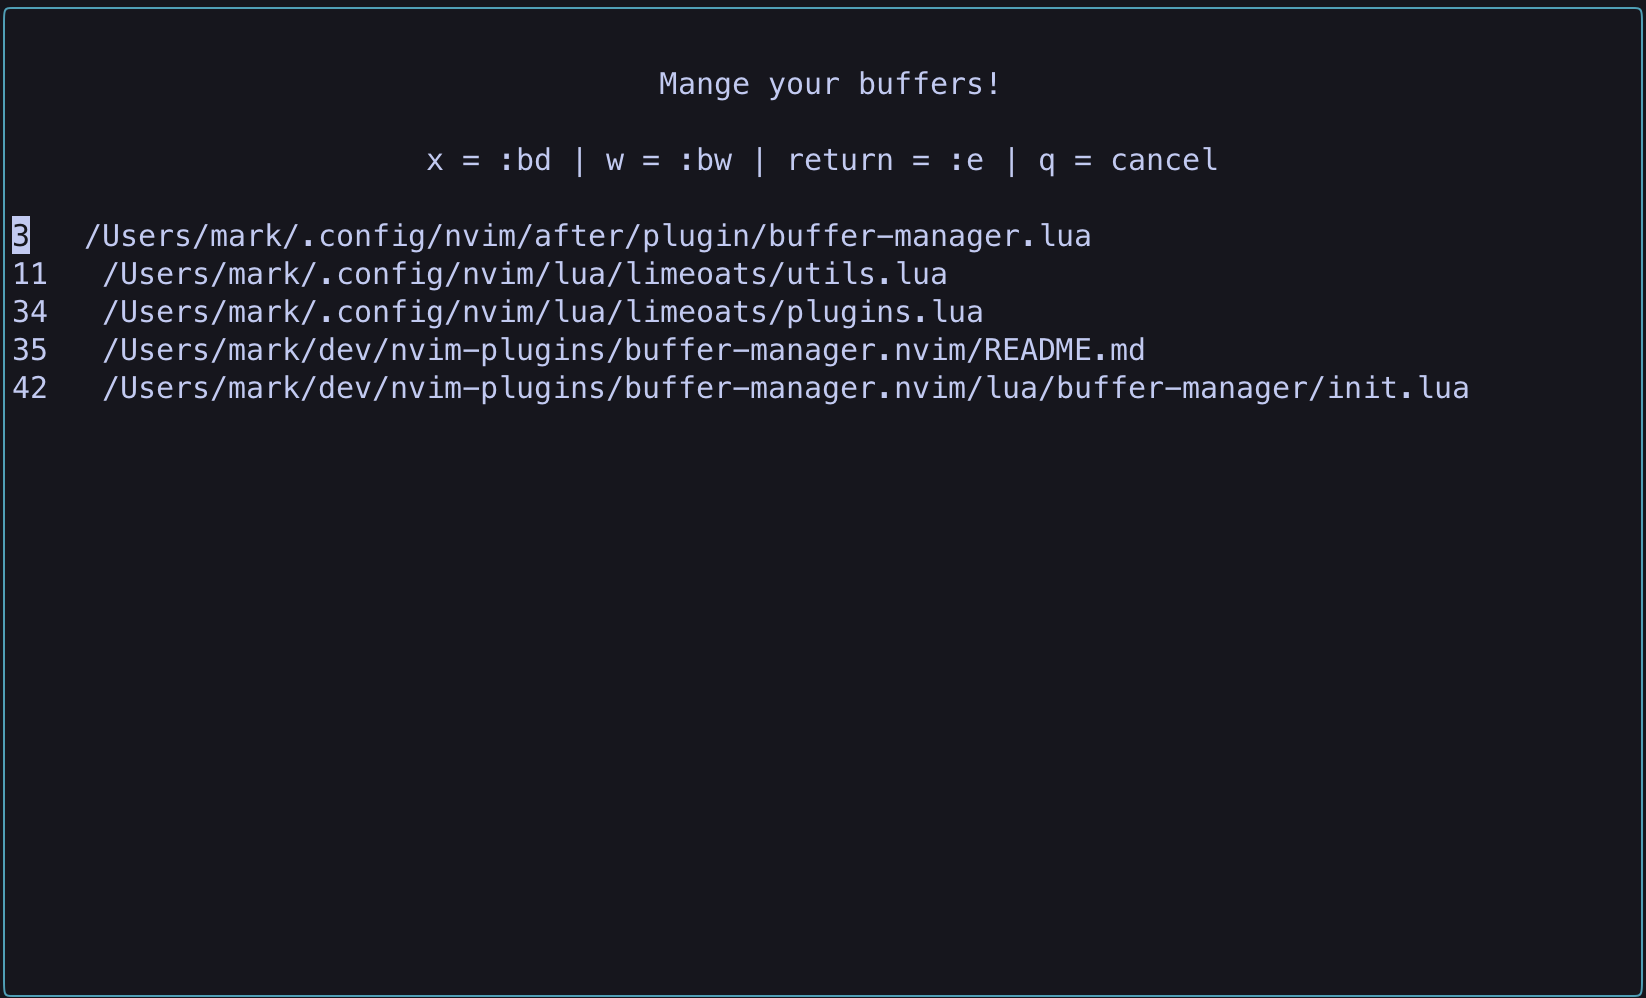 Mange your buffers!
x = :bd | w = :bw | return = :e | q = cancel
3   /Users/mark/.config/nvim/after/plugin/buffer-manager.lua
11   /Users/mark/.config/nvim/lua/limeoats/utils.lua
34   /Users/mark/.config/nvim/lua/limeoats/plugins.lua
35   /Users/mark/dev/nvim-plugins/buffer-manager.nvim/README.md
42   /Users/mark/dev/nvim-plugins/buffer-manager.nvim/lua/buffer-manager/init.lua